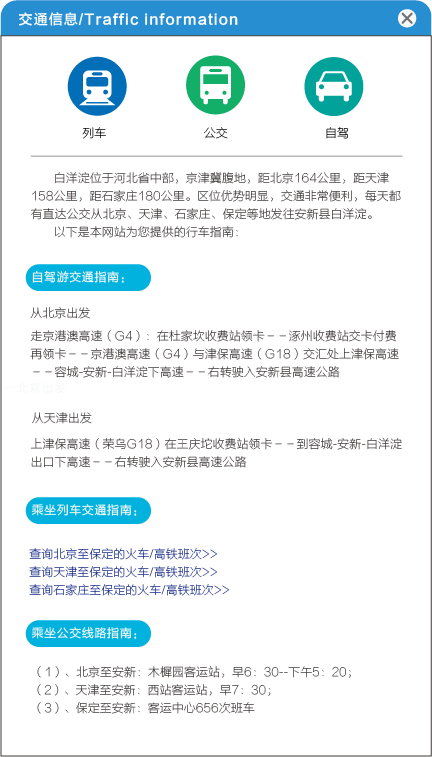 交通信息/Traffic information
列车
公交
自驾
白洋淀位于河北省中部，京津冀腹地，距北京164公里，距天津
158公里，距石家庄180公里。区位优势明显，交通非常便利，每天都
有直达公交从北京、天津、石家庄、保定等地发往安新县白洋淀。
以下是本网站为您提供的行车指南：
自驾游交通指南：
从北京出发
走京港澳高速（G4）：在杜家坎收费站领卡－－涿州收费站交卡付费
再领卡－－京港澳高速（G4）与津保高速（G18）交汇处上津保高速
－－容城-安新-白洋淀下高速－－右转驶入安新县高速公路
从天津出发
上津保高速（荣乌G18）在王庆坨收费站领卡－－到容城-安新-白洋淀
出口下高速－－右转驶入安新县高速公路
乘坐列车交通指南：
查询北京至保定的火车/高铁班次>>
查询天津至保定的火车/高铁班次>>
查询石家庄至保定的火车/高铁班次>>
乘坐公交线路指南：
（1）、北京至安新：木樨园客运站，早6：30--下午5：20；
（2）、天津至安新：西站客运站，早7：30；
（3）、保定至安新：客运中心656次班车